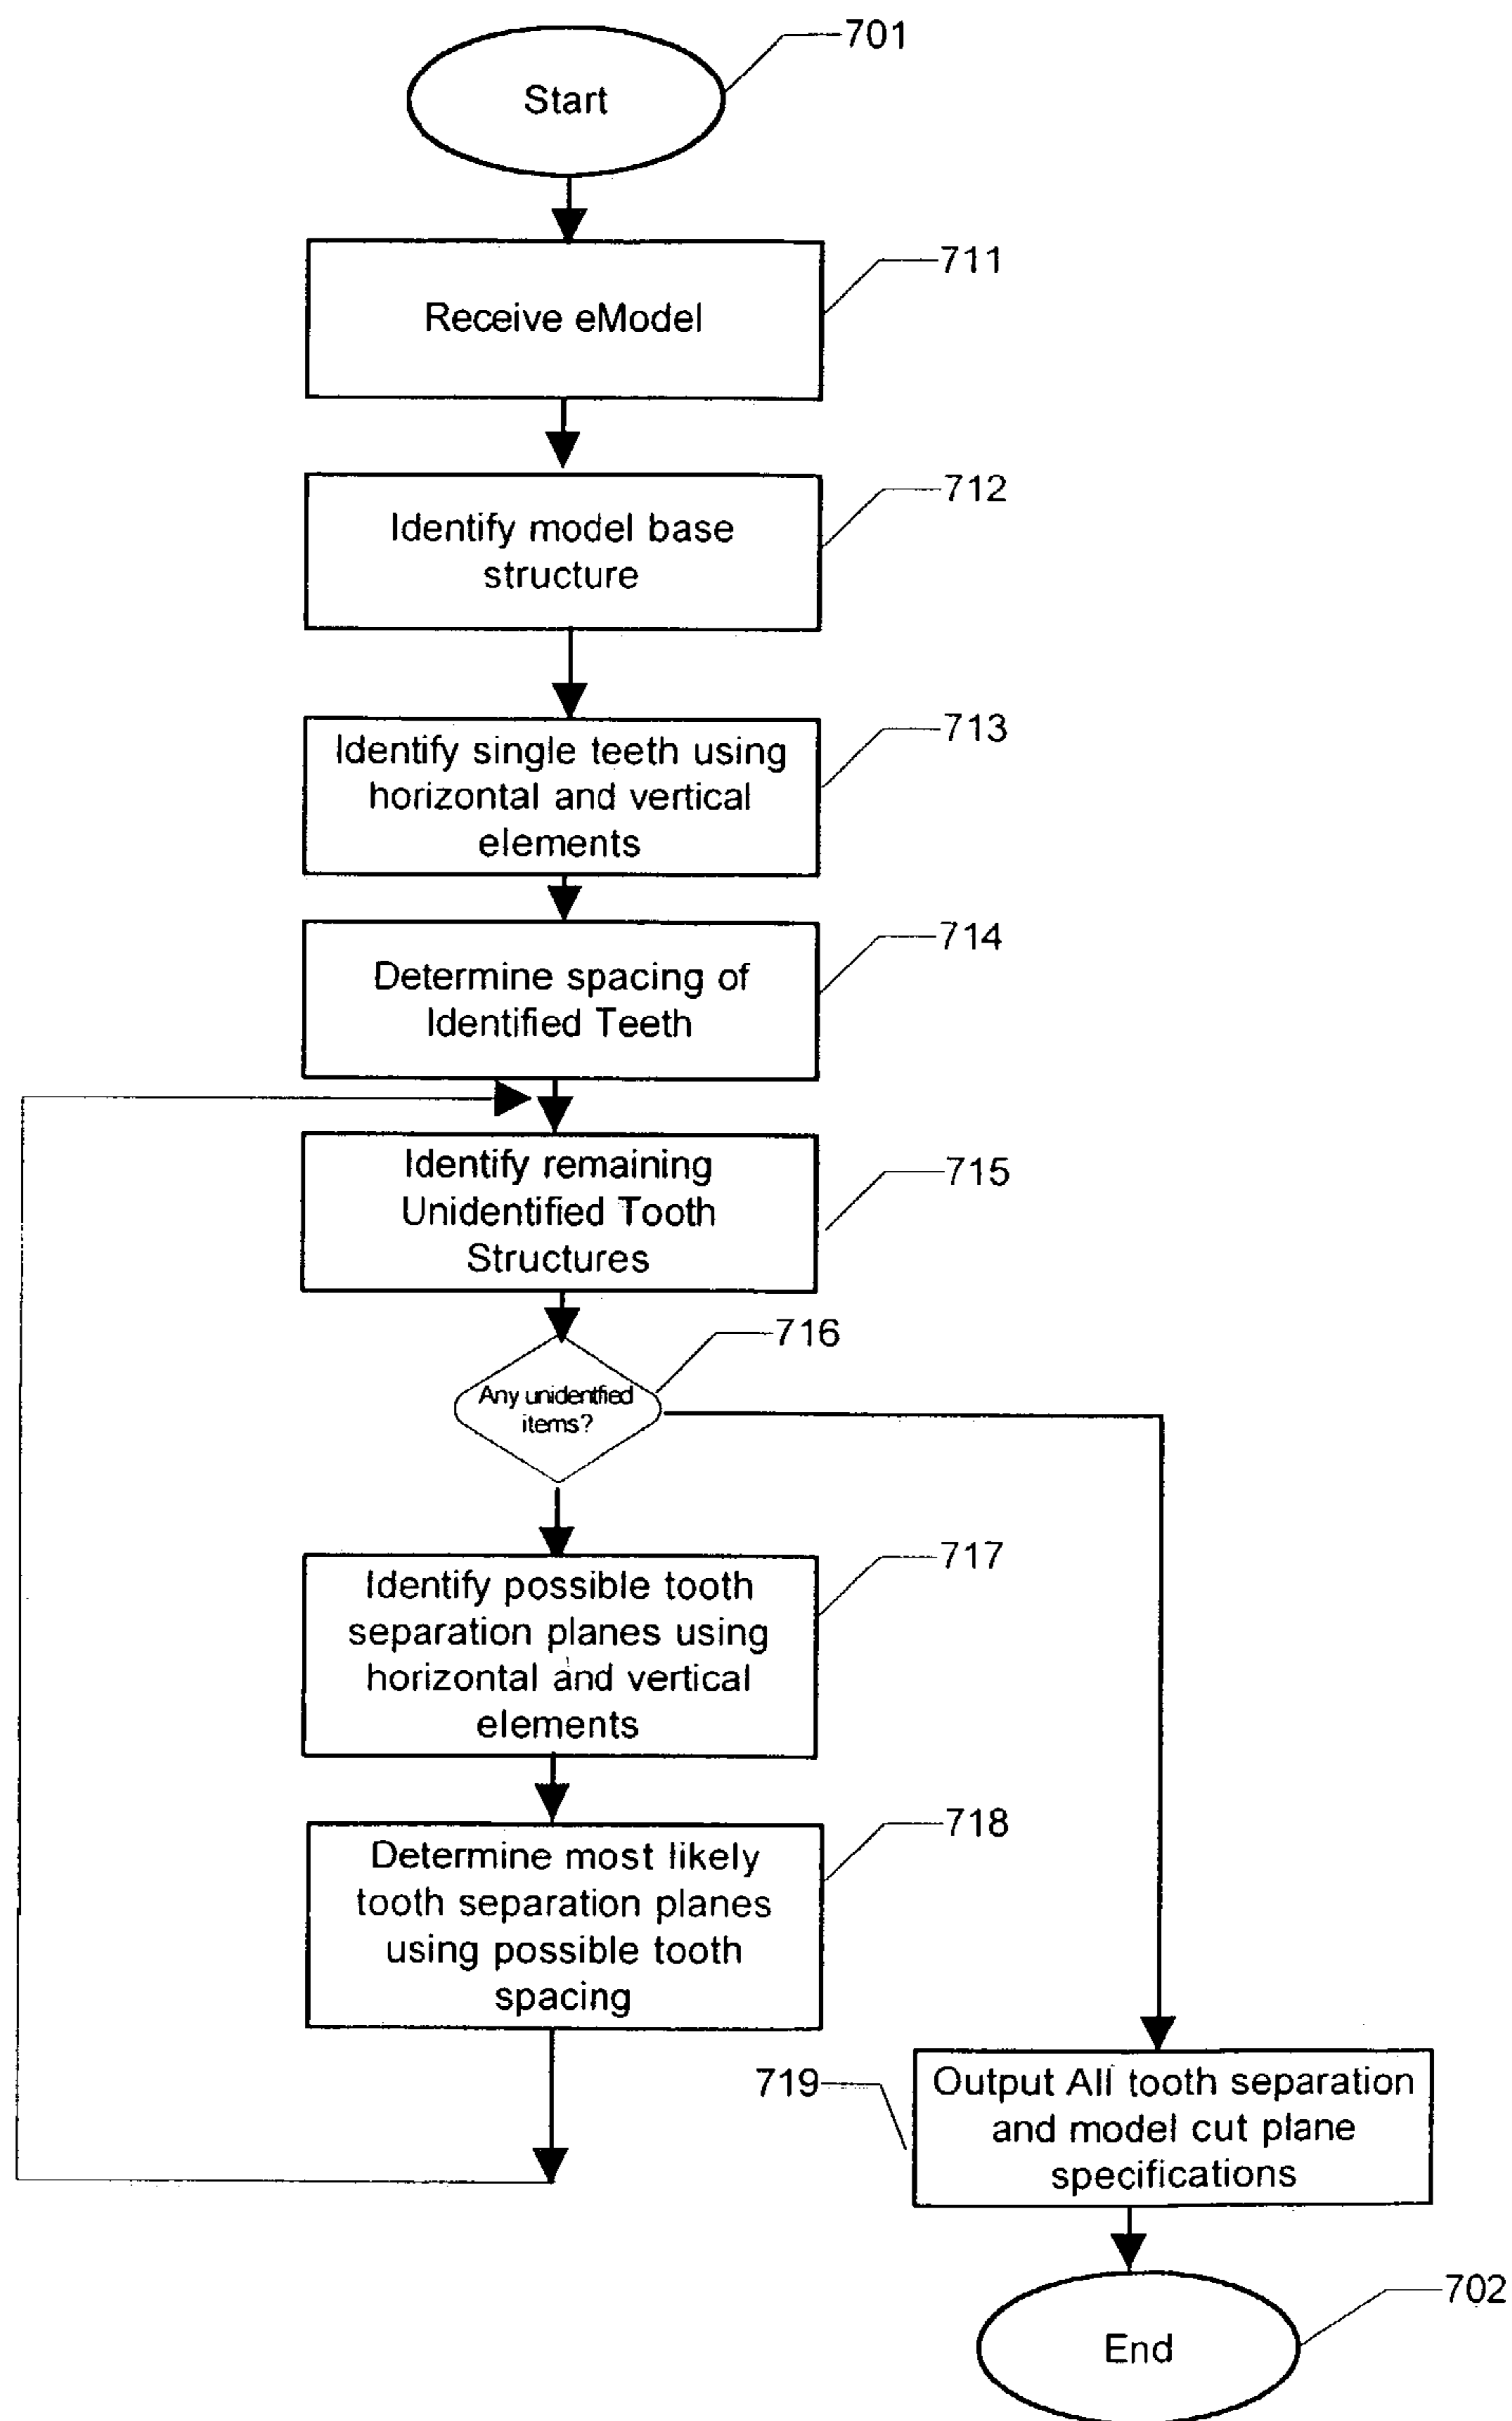 701
Start
711
Receive eModel
712
Identify model base
structure
713
Identify single teeth using
horizontal and vertical
elements
714
Determine spacing of
Identified Teeth
715
Identify remaining
Unidentified Tooth
Structures
716
Any unidentified
items?
717
Identify possible tooth
separation planes using
horizontal and vertical
elements
718
Determine most likely
tooth separation planes
using possible tooth
spacing
719
Output All tooth separation
and model cut plane
specifications
702
End